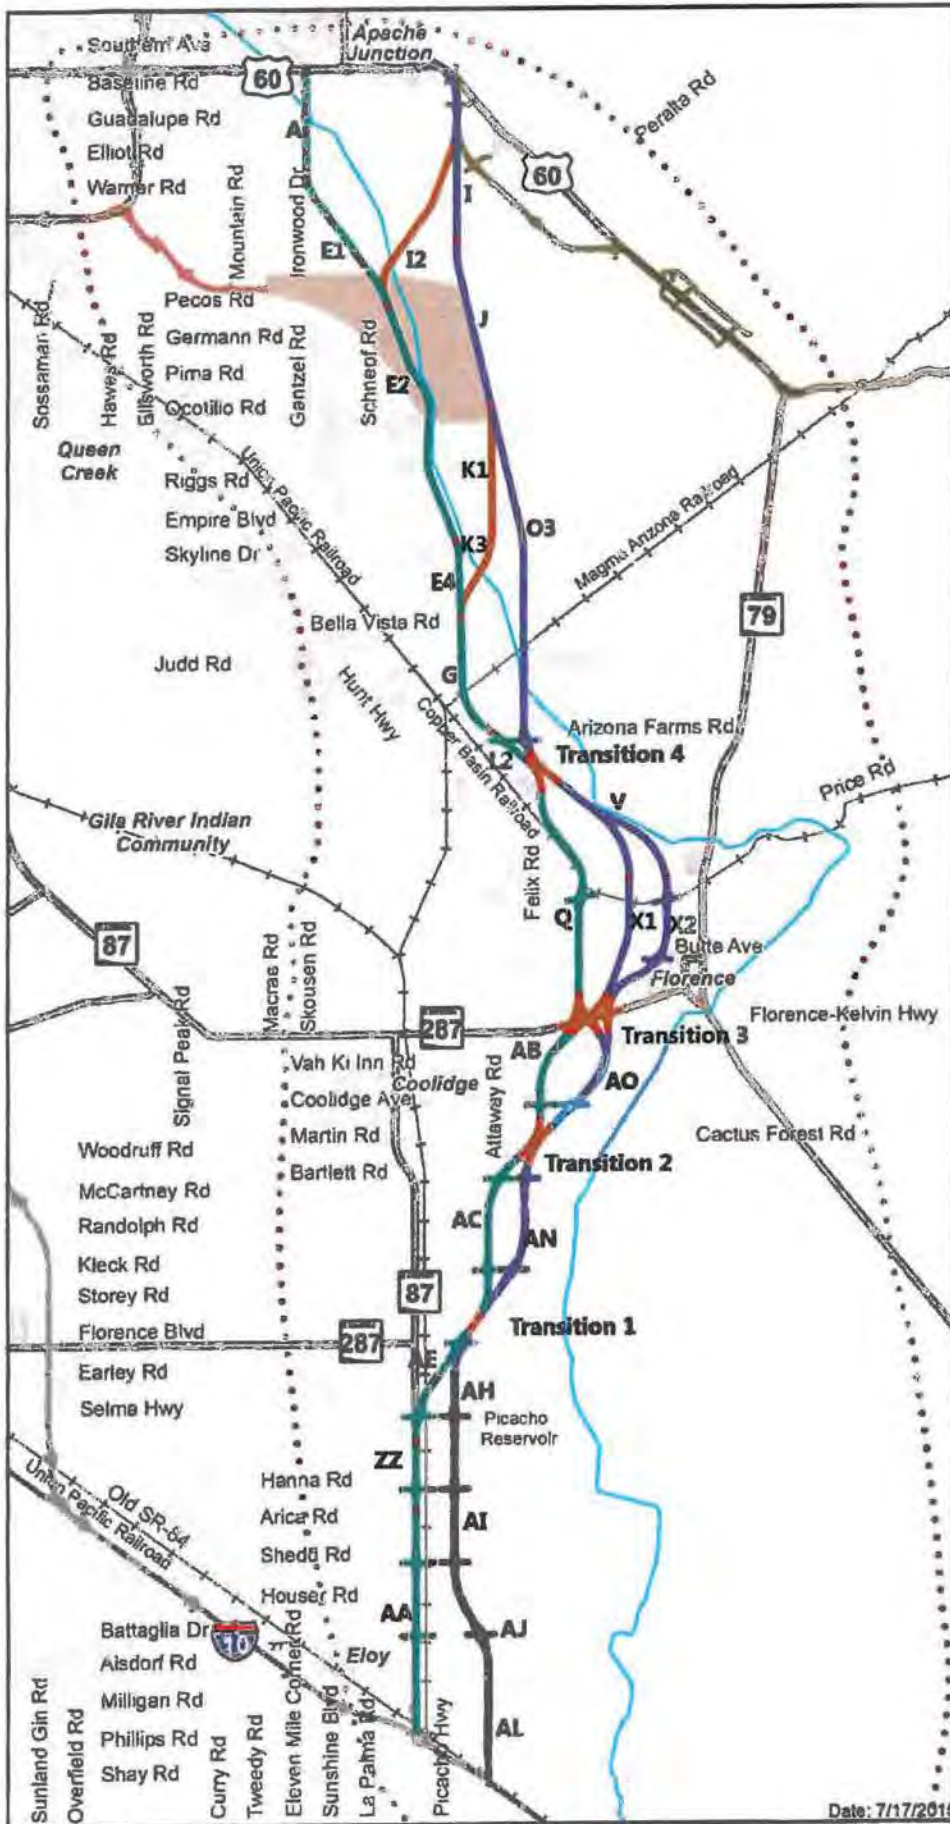 Southern Ave
Apache
Junction
60
Baseline Rd
Guadalupe Rd
Elliot Rd
Warner Rd
Peralta Rd
60
A
I
Mountain Rd
Ironwood Dr
E1
I2
Pecos Rd
J
Germann Rd
Pima Rd
Ocotillo Rd
Sossaman Rd
Hawes Rd
Ellsworth Rd
Gantzel Rd
Schnepf Rd
E2
Queen
Creek
Union Pacific Railroad
Riggs Rd
K1
Empire Blvd
Skyline Dr
K3
O3
E4
Magma Arizona Railroad
Bella Vista Rd
79
Judd Rd
G
Hunt Hwy
Copper Basin Railroad
Arizona Farms Rd
L2
Transition 4
Price Rd
V
Gila River Indian
Community
Felix Rd
Q
X1
X2
Butte Ave
87
Florence
Macrae Rd
Skousen Rd
Signal Peak Rd
287
Florence-Kelvin Hwy
Transition 3
AB
Vah Ki Inn Rd
Coolidge
AO
Coolidge Ave
Attaway Rd
Martin Rd
Cactus Forest Rd
Woodruff Rd
Bartlett Rd
Transition 2
McCartney Rd
AC
AN
Randolph Rd
Kleck Rd
Storey Rd
87
Florence Blvd
287
Transition 1
AE
Earley Rd
AH
Selma Hwy
Picacho
Reservoir
ZZ
Hanna Rd
Old SR-84
Union Pacific Railroad
Arica Rd
AI
Shedd Rd
Houser Rd
AA
Battaglia Dr
10
AJ
Eloy
Alsdorf Rd
Milligan Rd
Phillips Rd
AL
Shay Rd
Sunland Gin Rd
Overfield Rd
Curry Rd
Tweedy Rd
Eleven Mile Corner Rd
Sunshine Blvd
La Palma Rd
Picacho Hwy